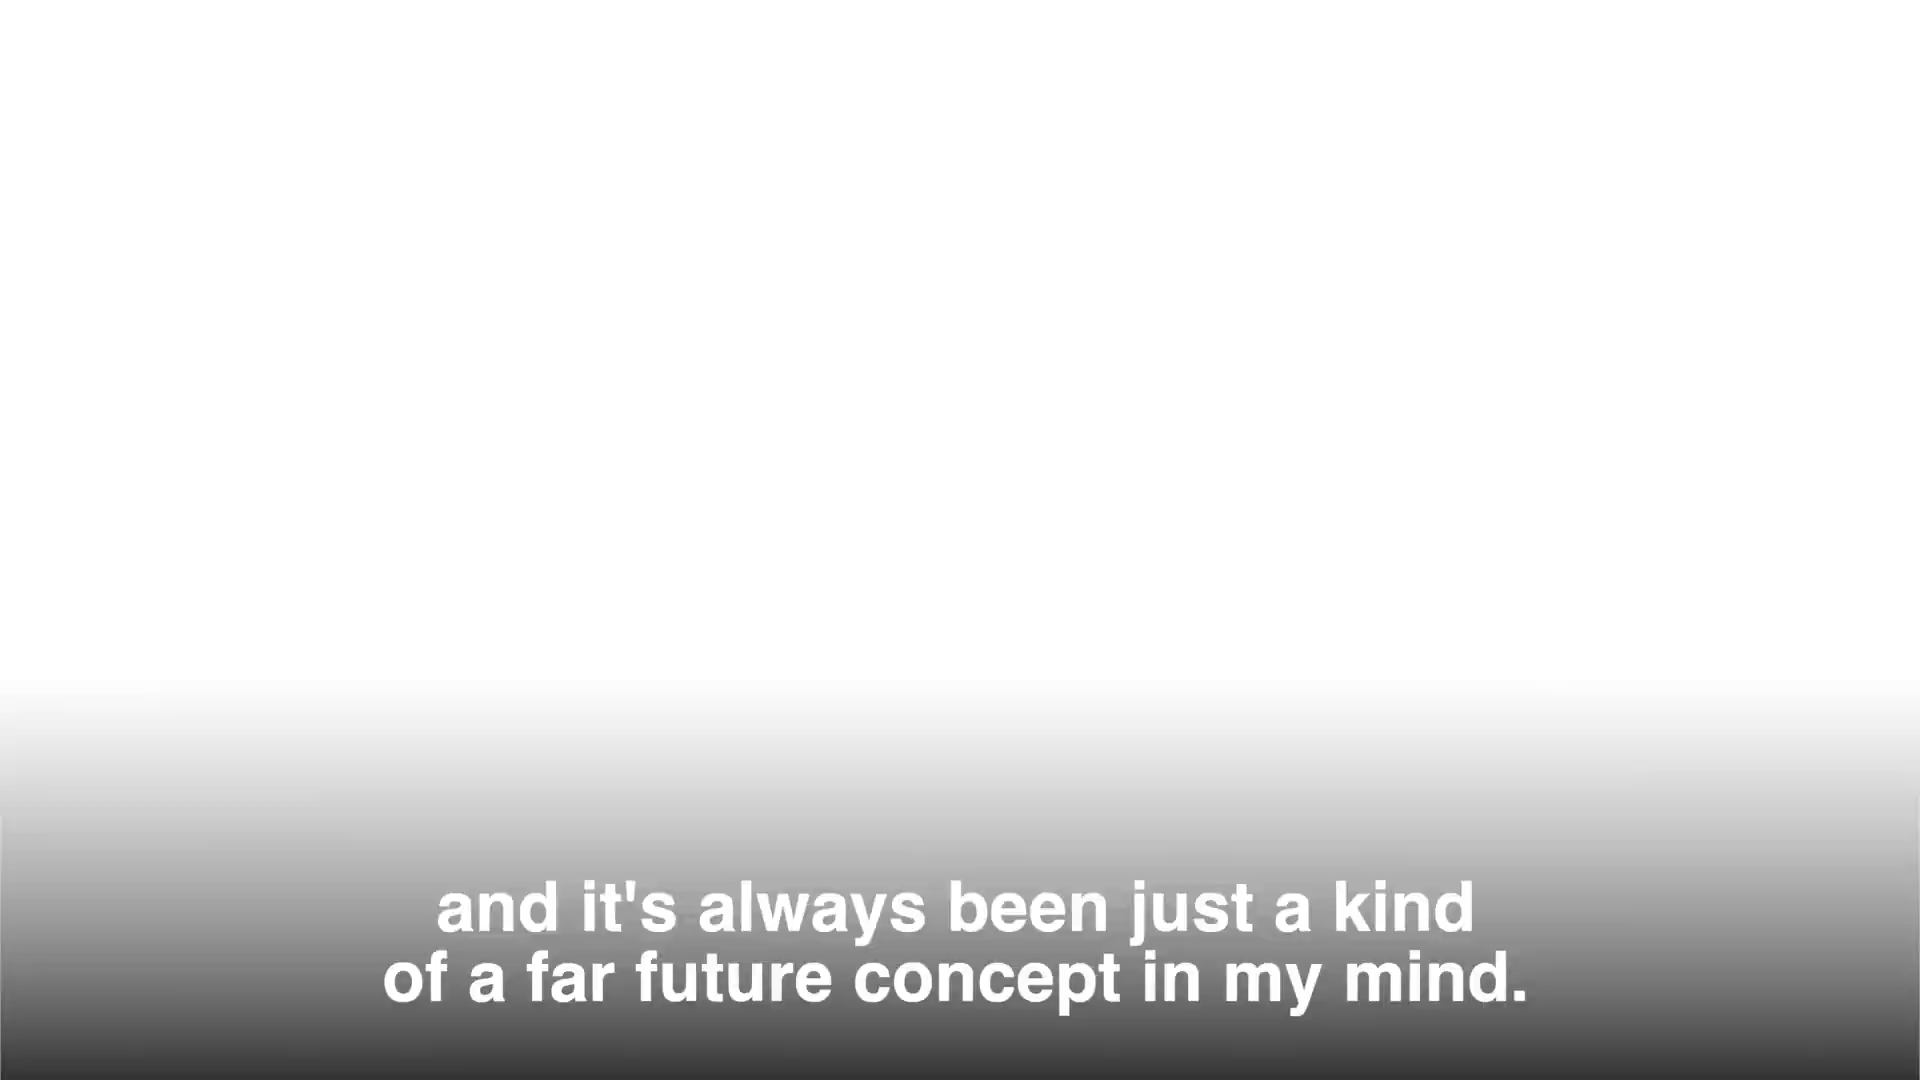 and it's always been just a kind
of a far future concept in my mind.